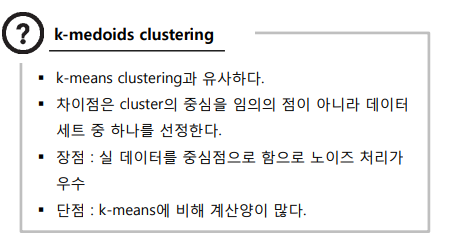 ?
k-medoids clustering
▪ k-means clustering과 유사하다.
▪ 차이점은 cluster의 중심을 임의의 점이 아니라 데이터
세트 중 하나를 선정한다.
▪ 장점 : 실 데이터를 중심점으로 함으로 노이즈 처리가
우수
▪ 단점 : k-means에 비해 계산양이 많다.